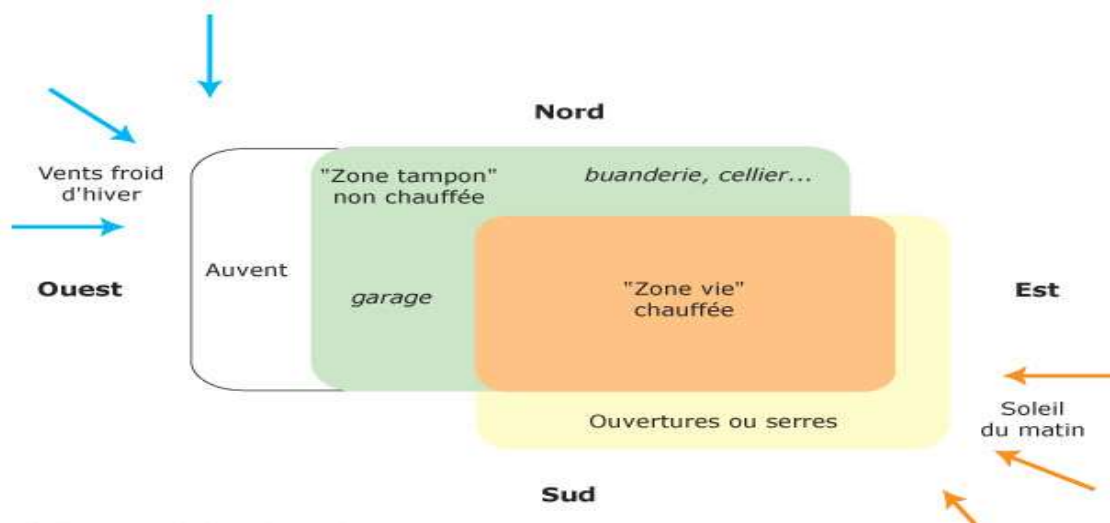 Nord
Vents froid
d'hiver
"Zone tampon"
non chauffée
buanderie, cellier...
Auvent
Ouest
garage
"Zone vie"
chauffée
Est
Soleil
du matin
Ouvertures ou serres
Sud